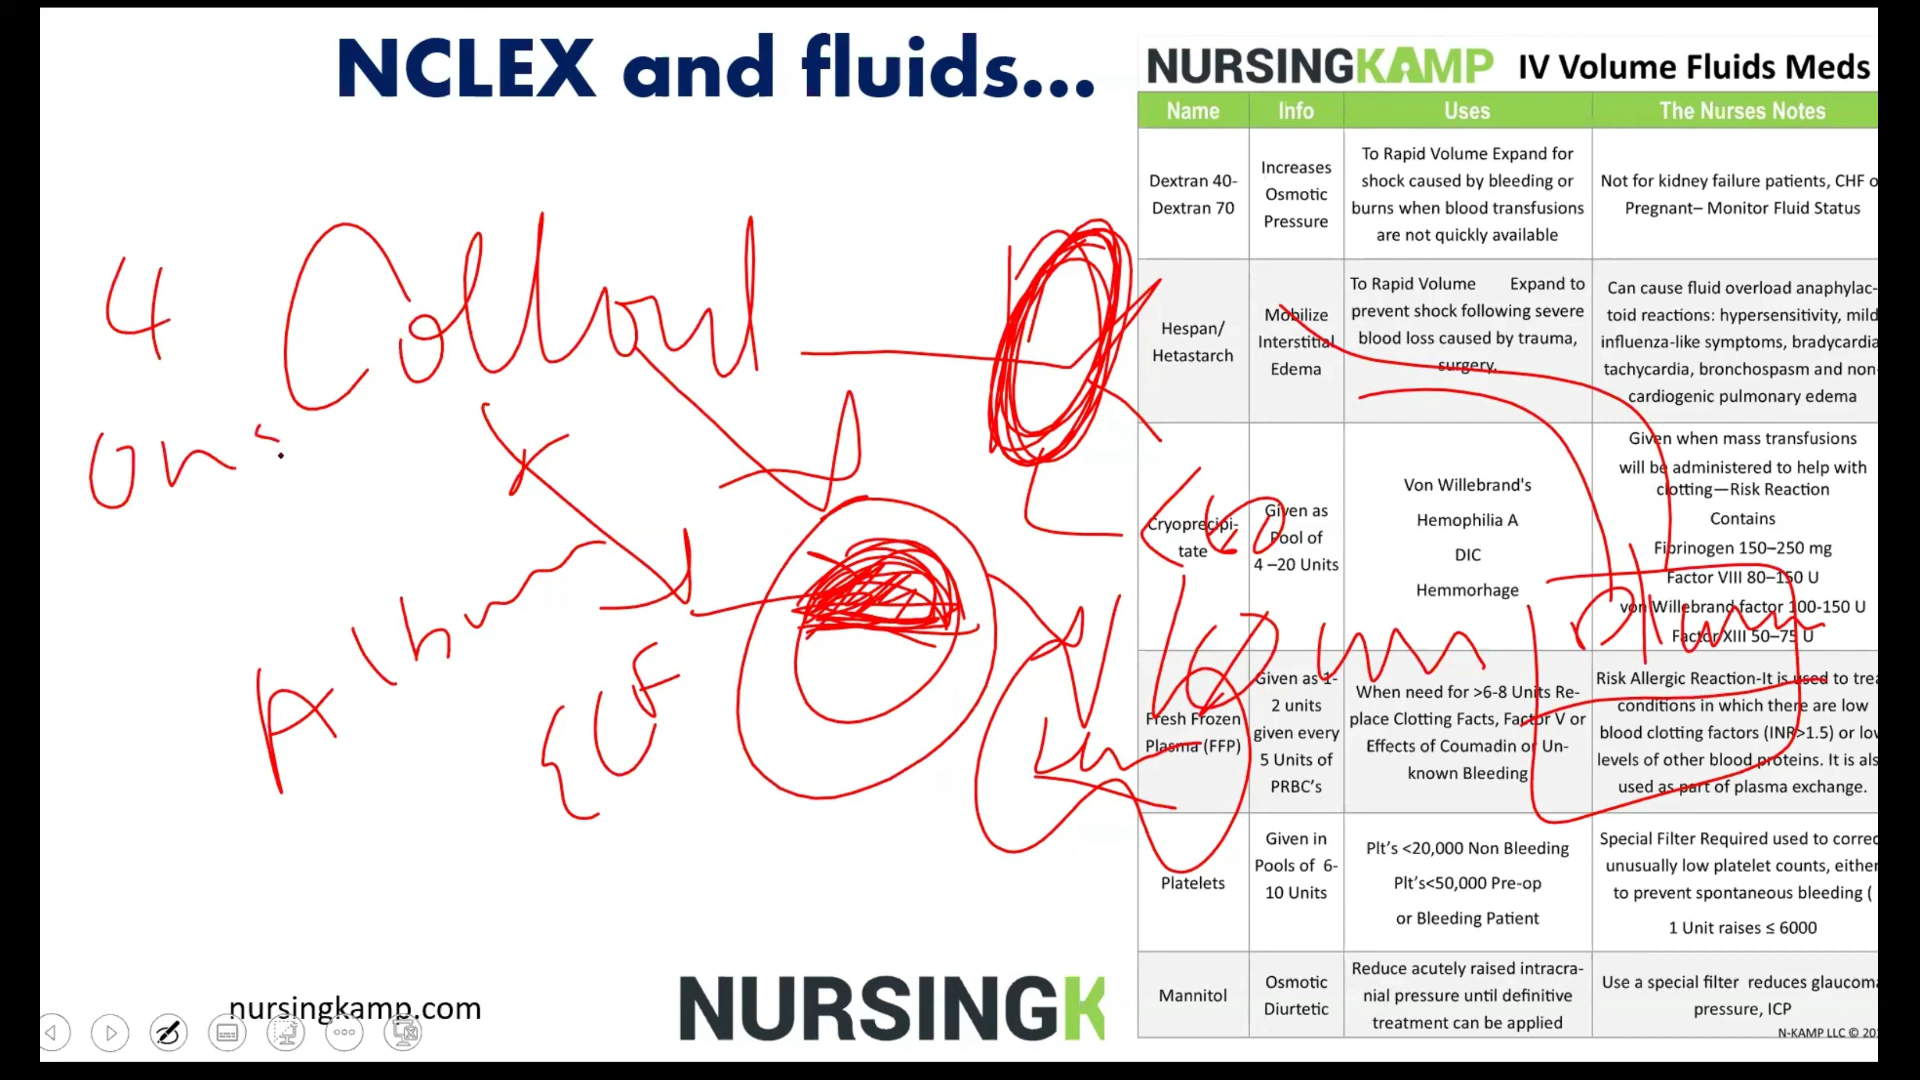 NCLEX and fluids...
NURSINGKAMP IV Volume Fluids Meds
Name Info Uses The Nurses Notes
Dextran 40-
Dextran 70
Increases
Osmotic
Pressure
To Rapid Volume Expand for
shock caused by bleeding or
burns when blood transfusions
are not quickly available
Not for kidney failure patients, CHF o
Pregnant– Monitor Fluid Status
Hespan/
Hetastarch
Mobilize
Interstitial
Edema
To Rapid Volume Expand to
prevent shock following severe
blood loss caused by trauma,
surgery.
Can cause fluid overload anaphylac-
toid reactions: hypersensitivity, mild
influenza-like symptoms, bradycardia
tachycardia, bronchospasm and non-
cardiogenic pulmonary edema
Cryoprecipi-
tate
Given as
Pool of
4 –20 Units
Von Willebrand's
Hemophilia A
DIC
Hemorrhage
Given when mass transfusions
will be administered to help with
clotting—Risk Reaction
Contains
Fibrinogen 150–250 mg
Factor VIII 80–150 U
von Willebrand factor 100-150 U
Factor XIII 50–75 U
Fresh Frozen
Plasma (FFP)
Given as 1-
2 units
given every
5 Units of
PRBC's
When need for >6-8 Units Re-
place Clotting Facts, Factor V or
Effects of Coumadin or Un-
known Bleeding
Risk Allergic Reaction-It is used to trea
conditions in which there are low
blood clotting factors (INR>1.5) or lov
levels of other blood proteins. It is als
used as part of plasma exchange.
Platelets
Given in
Pools of 6-
10 Units
Plt's <20,000 Non Bleeding
Plt's<50,000 Pre-op
or Bleeding Patient
Special Filter Required used to correc
unusually low platelet counts, either
to prevent spontaneous bleeding (
1 Unit raises ≤ 6000
Mannitol
Osmotic
Diurtetic
Reduce acutely raised intracra-
nial pressure until definitive
treatment can be applied
Use a special filter reduces glaucoma
pressure, ICP
N-KAMP LLC © 20
4 Colloid
on
Album
ECF
nursingkamp.com
NURSINGK